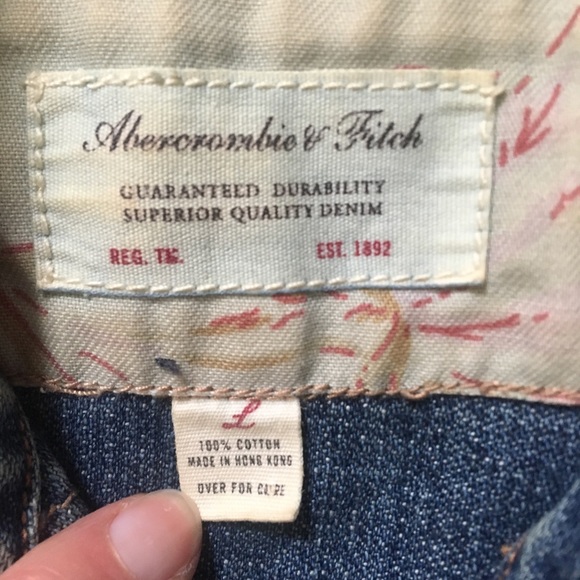 Abercrombie & Fitch
GUARANTEED DURABILITY
SUPERIOR QUALITY DENIM
REG. TM. EST. 1892
L
100% COTTON
MADE IN HONG KONG
OVER FOR CARE